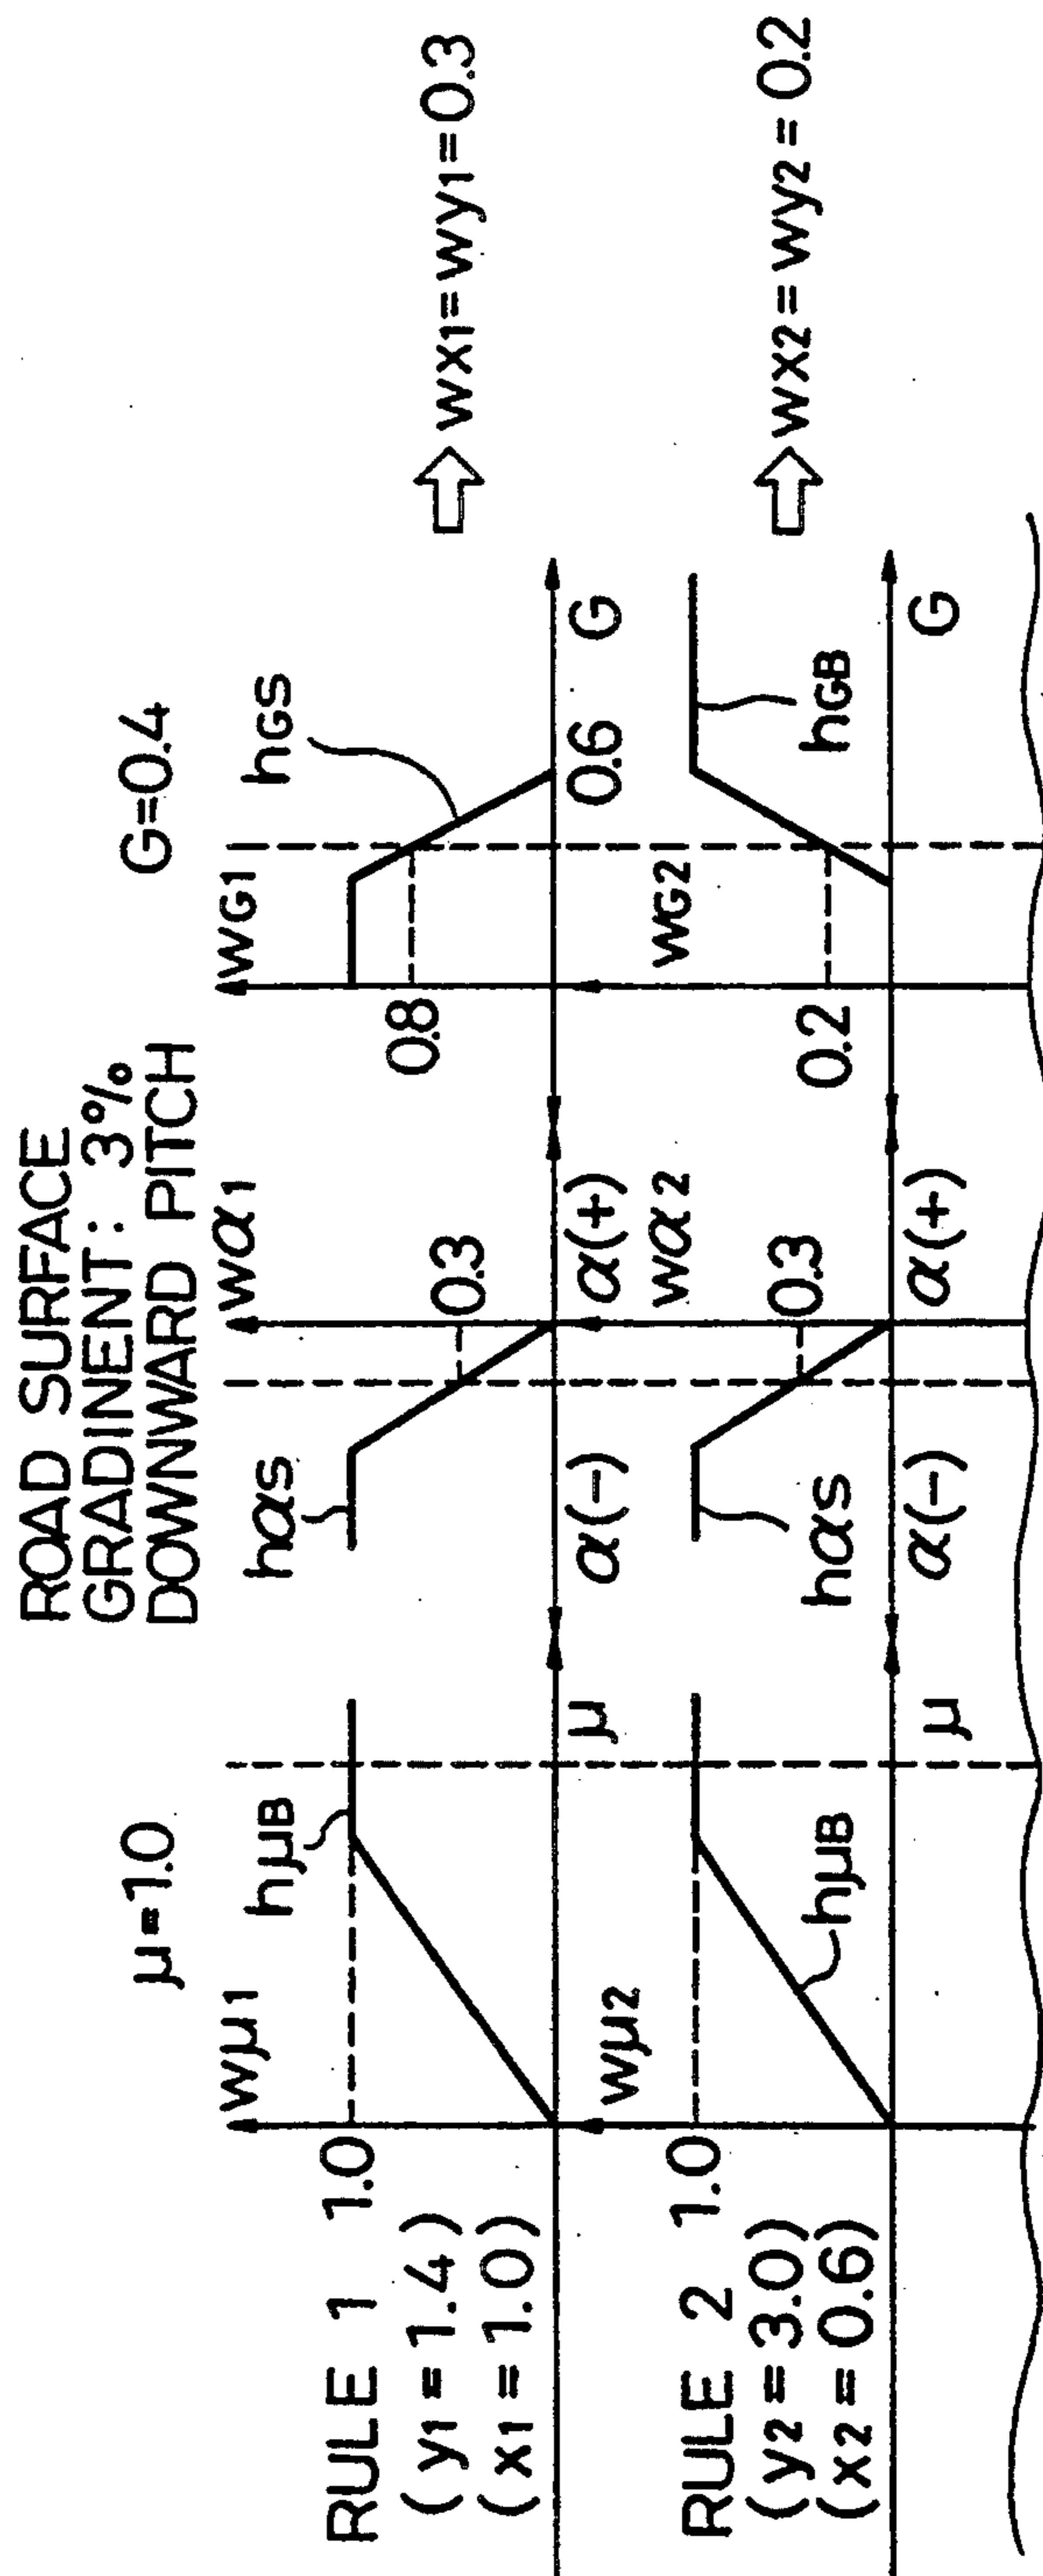 ROAD SURFACE
GRADINENT: 3%
DOWNWARD PITCH
μ=1.0
G=0.4
wμ1
hμB
hαs
wα1
wG1
hGS
RULE 1 1.0
(y1=1.4)
(x1=1.0)
0.3
0.8
⇨wx1=wy1=0.3
μ
α(-)
α(+)
0.6
G
wμ2
wα2
wG2
RULE 2 1.0
(y2=3.0)
(x2=0.6)
hμB
hαs
0.3
0.2
hGB
⇨wx2=wy2=0.2
μ
α(-)
α(+)
G